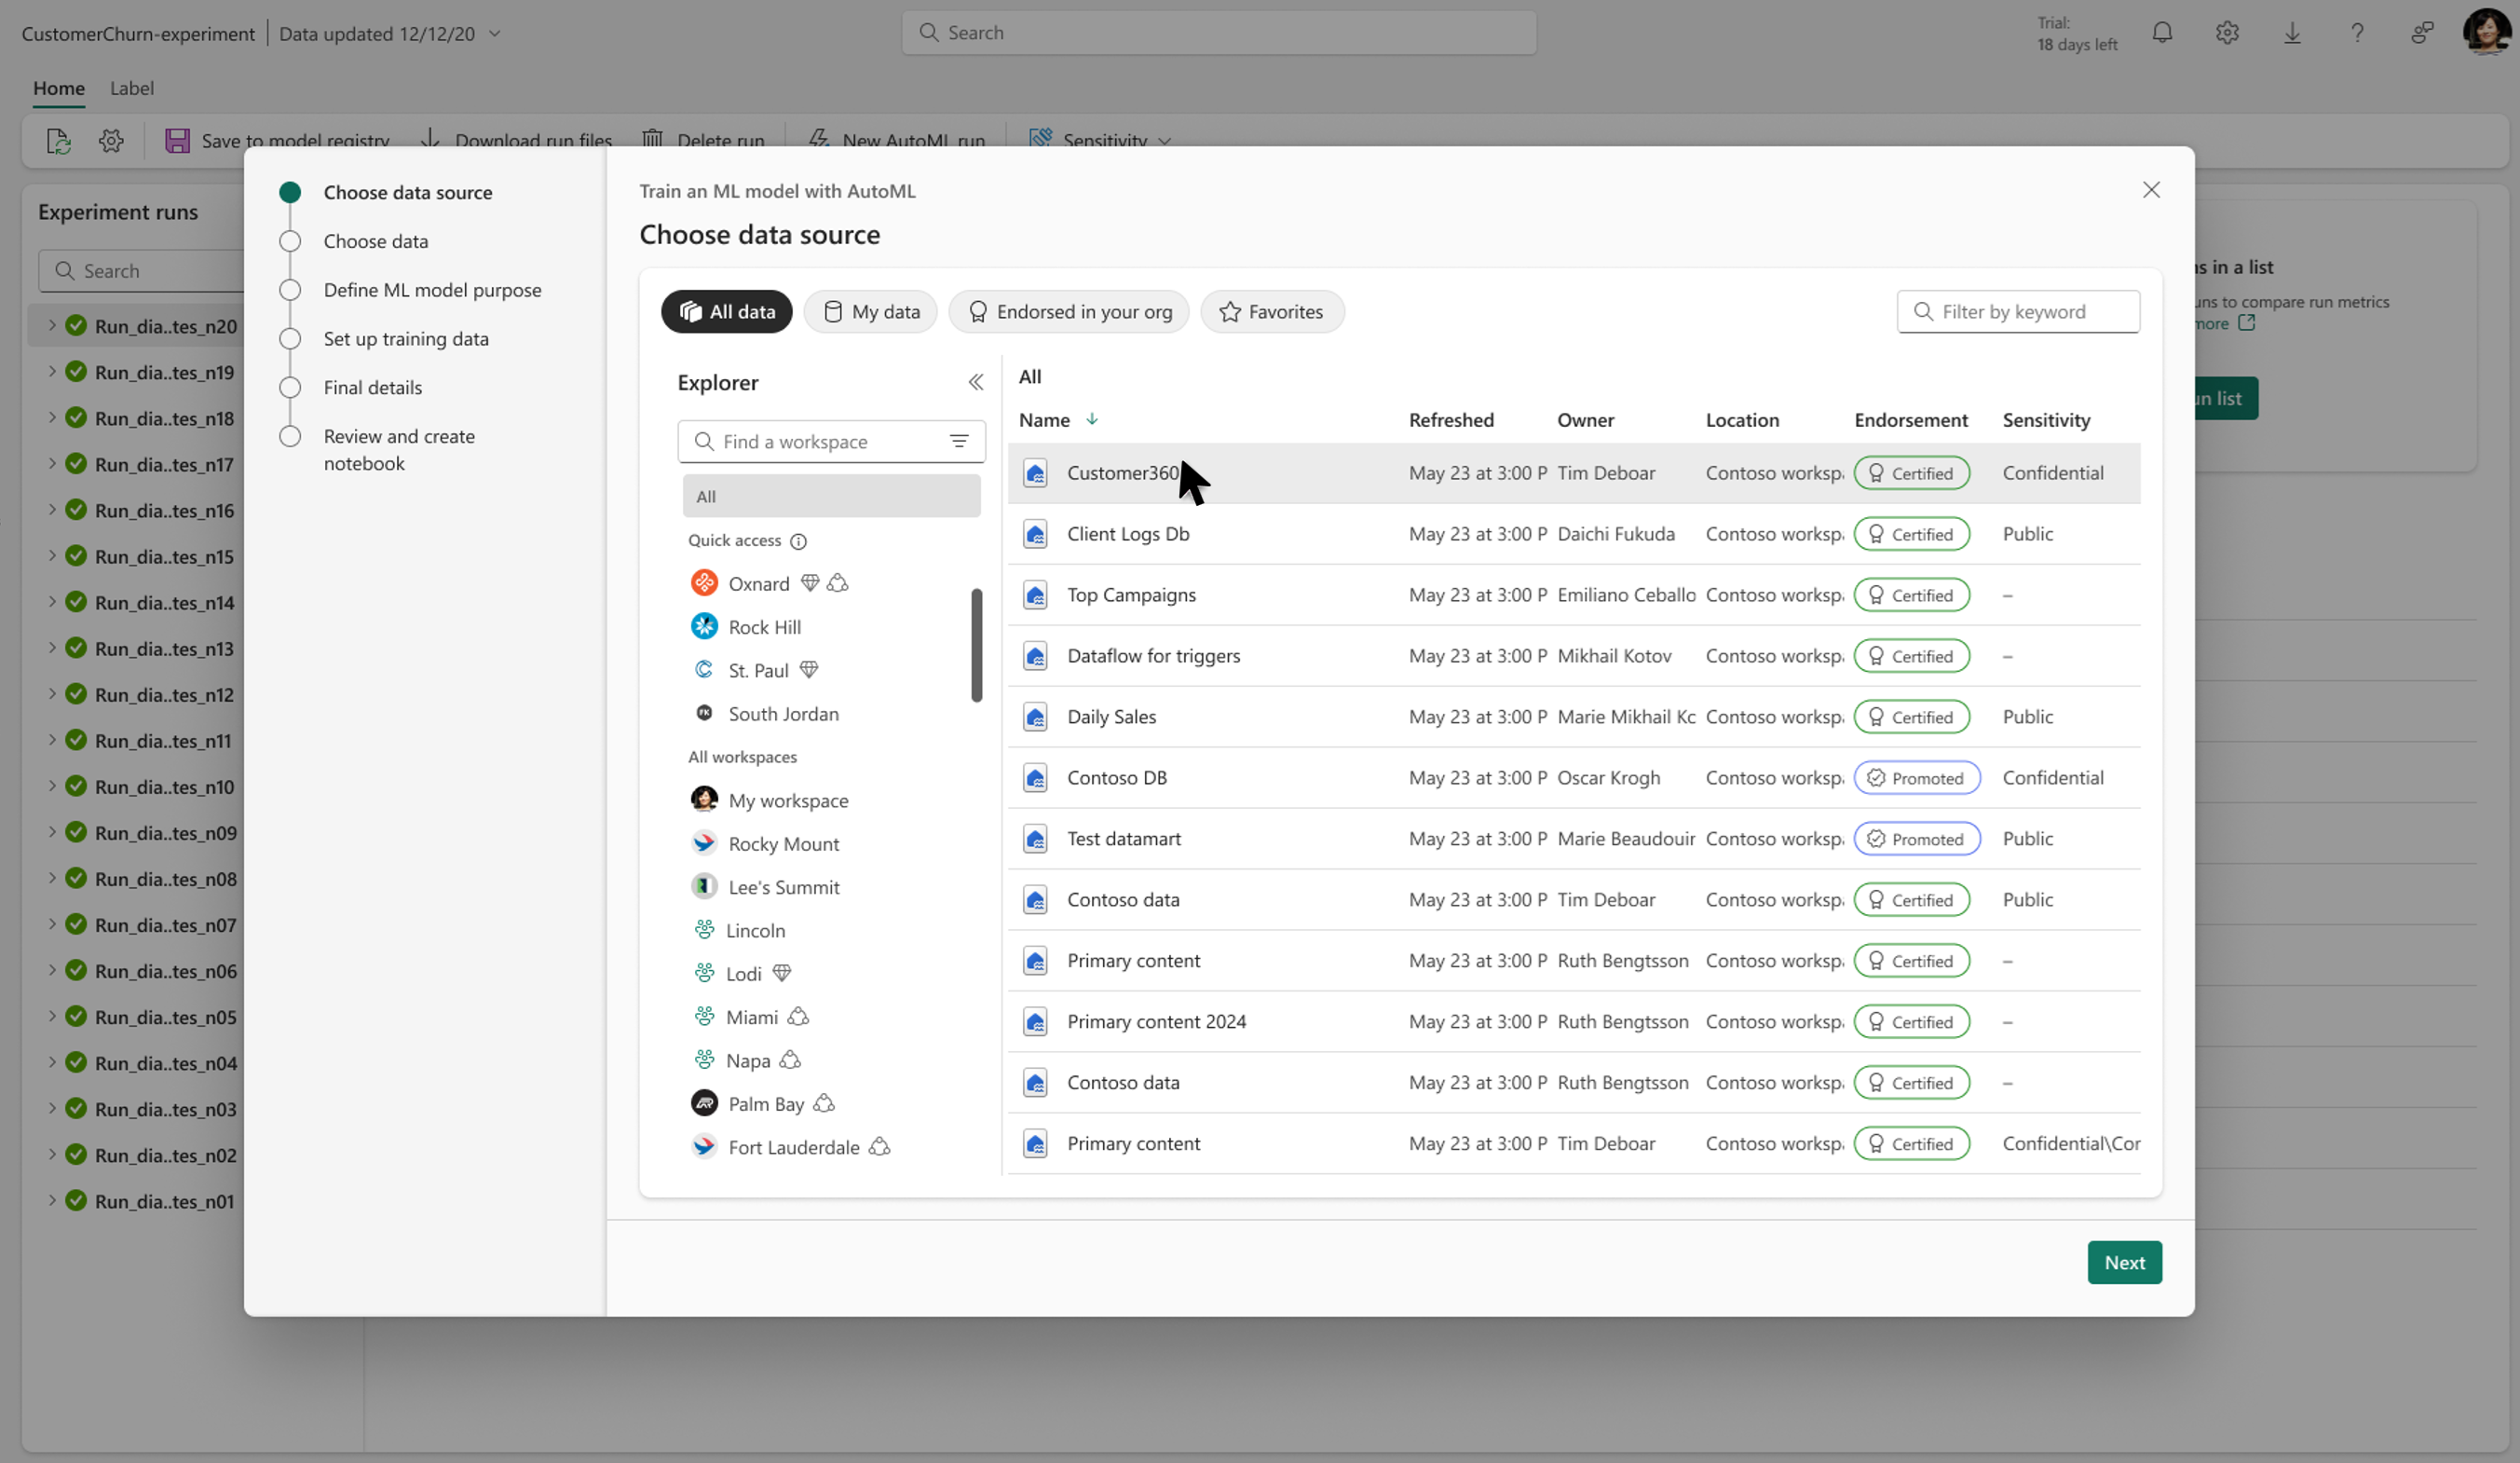 CustomerChurn-experiment
Data updated 12/12/20
Search
Trial:
18 days left
Home
Label
Save to model registry
Download run files
Delete run
New AutoML run
Sensitivity
Experiment runs
Search
Run_dia..tes_n20
Run_dia..tes_n19
Run_dia..tes_n18
Run_dia..tes_n17
Run_dia..tes_n16
Run_dia..tes_n15
Run_dia..tes_n14
Run_dia..tes_n13
Run_dia..tes_n12
Run_dia..tes_n11
Run_dia..tes_n10
Run_dia..tes_n09
Run_dia..tes_n08
Run_dia..tes_n07
Run_dia..tes_n06
Run_dia..tes_n05
Run_dia..tes_n04
Run_dia..tes_n03
Run_dia..tes_n02
Run_dia..tes_n01
Choose data source
Choose data
Define ML model purpose
Set up training data
Final details
Review and create
notebook
Train an ML model with AutoML
Choose data source
All data
My data
Endorsed in your org
Favorites
Filter by keyword
Explorer
Find a workspace
All
Quick access
Oxnard
Rock Hill
St. Paul
South Jordan
All workspaces
My workspace
Rocky Mount
Lee's Summit
Lincoln
Lodi
Miami
Napa
Palm Bay
Fort Lauderdale
All
Name Refreshed Owner Location Endorsement Sensitivity
Customer360 May 23 at 3:00 P Tim Deboar Contoso worksp Certified Confidential
Client Logs Db May 23 at 3:00 P Daichi Fukuda Contoso worksp Certified Public
Top Campaigns May 23 at 3:00 P Emiliano Ceballo Contoso worksp Certified –
Dataflow for triggers May 23 at 3:00 P Mikhail Kotov Contoso worksp Certified –
Daily Sales May 23 at 3:00 P Marie Mikhail Kc Contoso worksp Certified Public
Contoso DB May 23 at 3:00 P Oscar Krogh Contoso worksp Promoted Confidential
Test datamart May 23 at 3:00 P Marie Beaudouir Contoso worksp Promoted Public
Contoso data May 23 at 3:00 P Tim Deboar Contoso worksp Certified Public
Primary content May 23 at 3:00 P Ruth Bengtsson Contoso worksp Certified –
Primary content 2024 May 23 at 3:00 P Ruth Bengtsson Contoso worksp Certified –
Contoso data May 23 at 3:00 P Ruth Bengtsson Contoso worksp Certified –
Primary content May 23 at 3:00 P Tim Deboar Contoso worksp Certified Confidential\Cor
Next
in a list
to compare run metrics
more
list